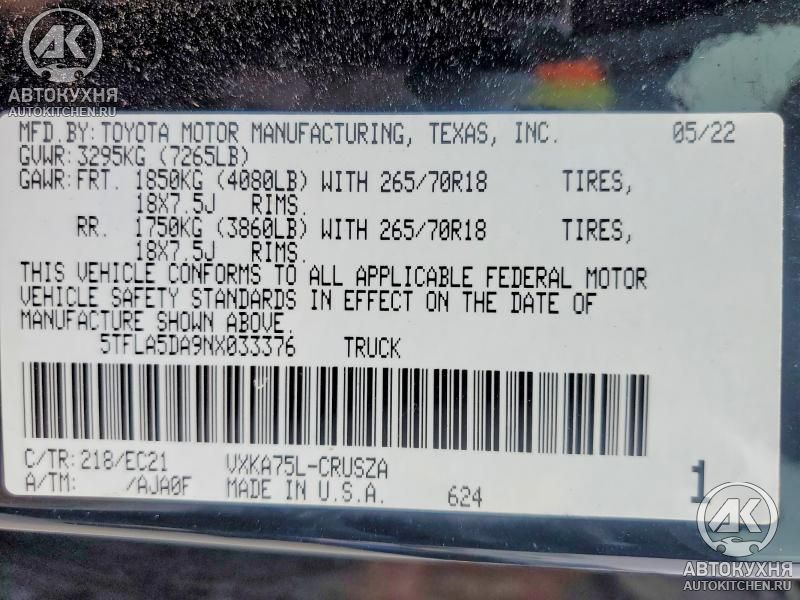 AK
АВТОКУХНЯ
AUTOKITCHEN.RU
MFD.BY: TOYOTA MOTOR MANUFACTURING, TEXAS, INC. 05/22
GVWR: 3295KG (7265LB)
GAWR: FRT. 1850KG (4080LB) WITH 265/70R18 TIRES,
18X7.5J RIMS.
RR. 1750KG (3860LB) WITH 265/70R18 TIRES,
18X7.5J RIMS.
THIS VEHICLE CONFORMS TO ALL APPLICABLE FEDERAL MOTOR
VEHICLE SAFETY STANDARDS IN EFFECT ON THE DATE OF
MANUFACTURE SHOWN ABOVE.
5TFLA5DA9NX033376 TRUCK
C/TR: 218/EC21 VXKA75L-CRUSZA
A/TM: /AJA0F MADE IN U.S.A. 624 1
AK
АВТОКУХНЯ
AUTOKITCHEN.RU